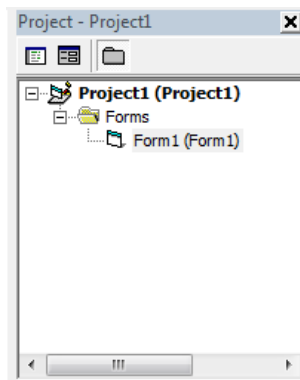 Project - Project1
Project1 (Project1)
Forms
Form1 (Form1)